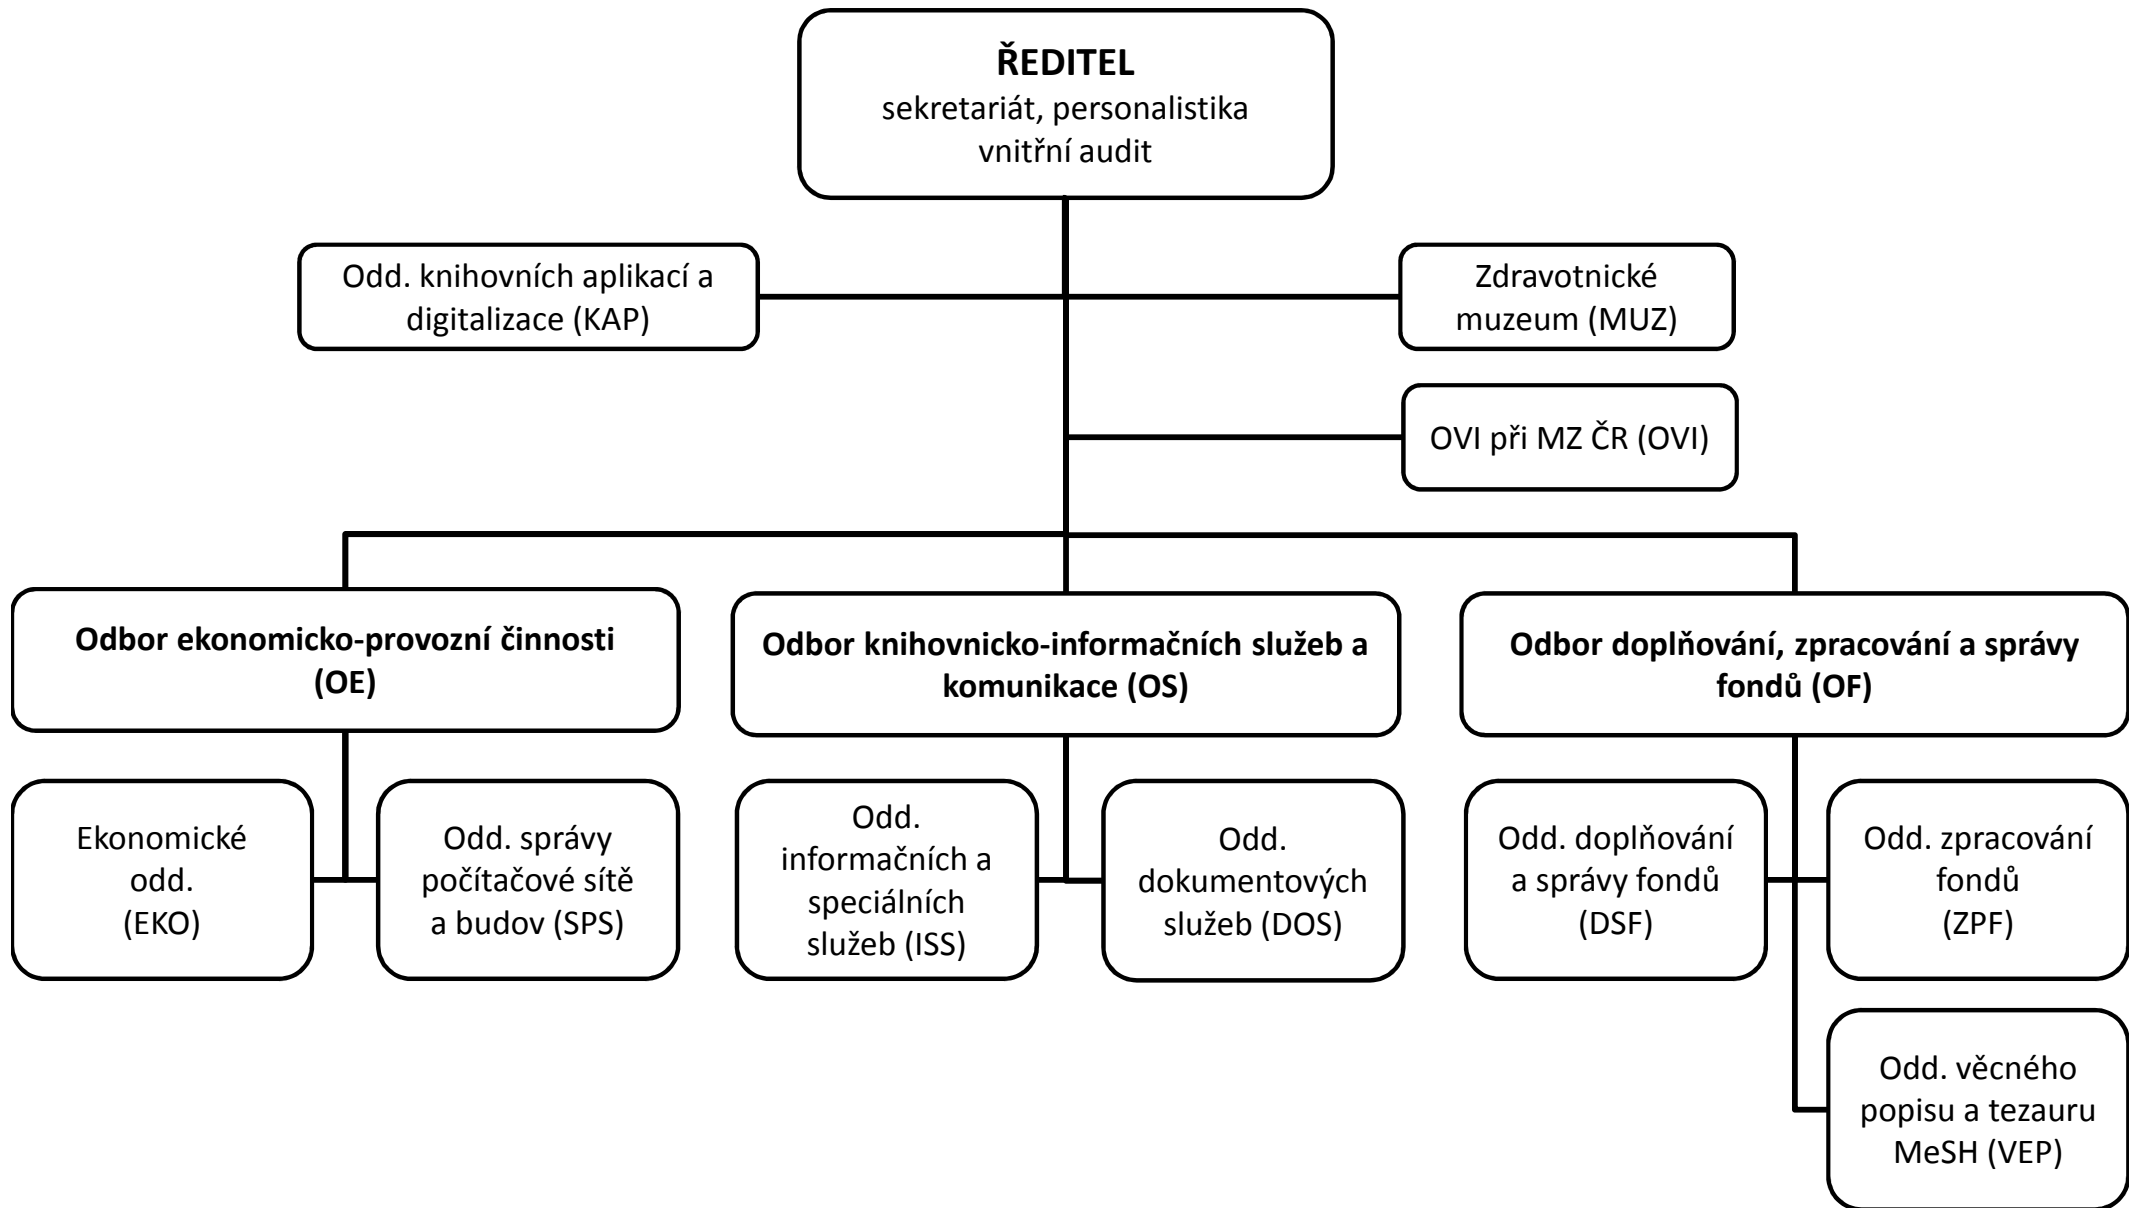 ŘEDITEL
sekretariát, personalistika
vnitřní audit
Odd. knihovních aplikací a
digitalizace (KAP)
Zdravotnické
muzeum (MUZ)
OVI při MZ ČR (OVI)
Odbor ekonomicko-provozní činnosti
(OE)
Odbor knihovnicko-informačních služeb a
komunikace (OS)
Odbor doplňování, zpracování a správy
fondů (OF)
Ekonomické
odd.
(EKO)
Odd. správy
počítačové sítě
a budov (SPS)
Odd.
informačních a
speciálních
služeb (ISS)
Odd.
dokumentových
služeb (DOS)
Odd. doplňování
a správy fondů
(DSF)
Odd. zpracování
fondů
(ZPF)
Odd. věcného
popisu a tezauru
MeSH (VEP)